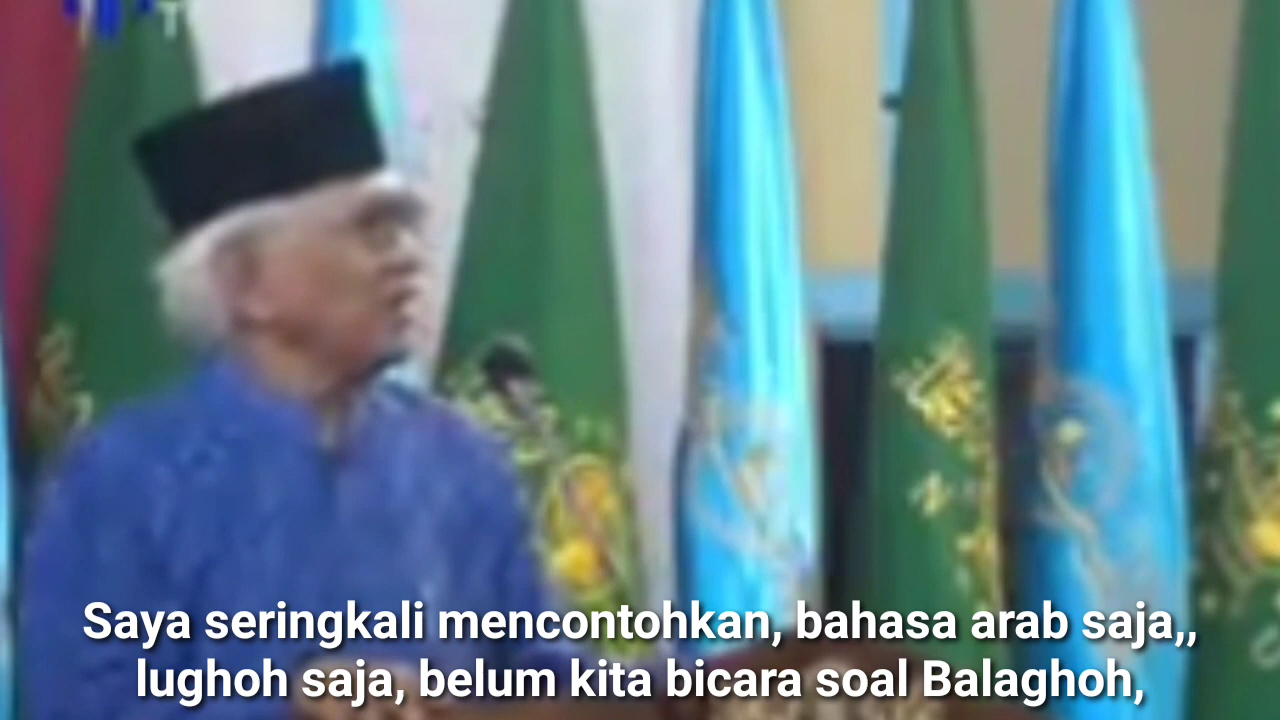 Saya seringkali mencontohkan, bahasa arab saja,,
lughoh saja, belum kita bicara soal Balaghoh,